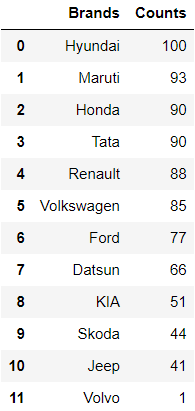 Brands Counts
0 Hyundai 100
1 Maruti 93
2 Honda 90
3 Tata 90
4 Renault 88
5 Volkswagen 85
6 Ford 77
7 Datsun 66
8 KIA 51
9 Skoda 44
10 Jeep 41
11 Volvo 1